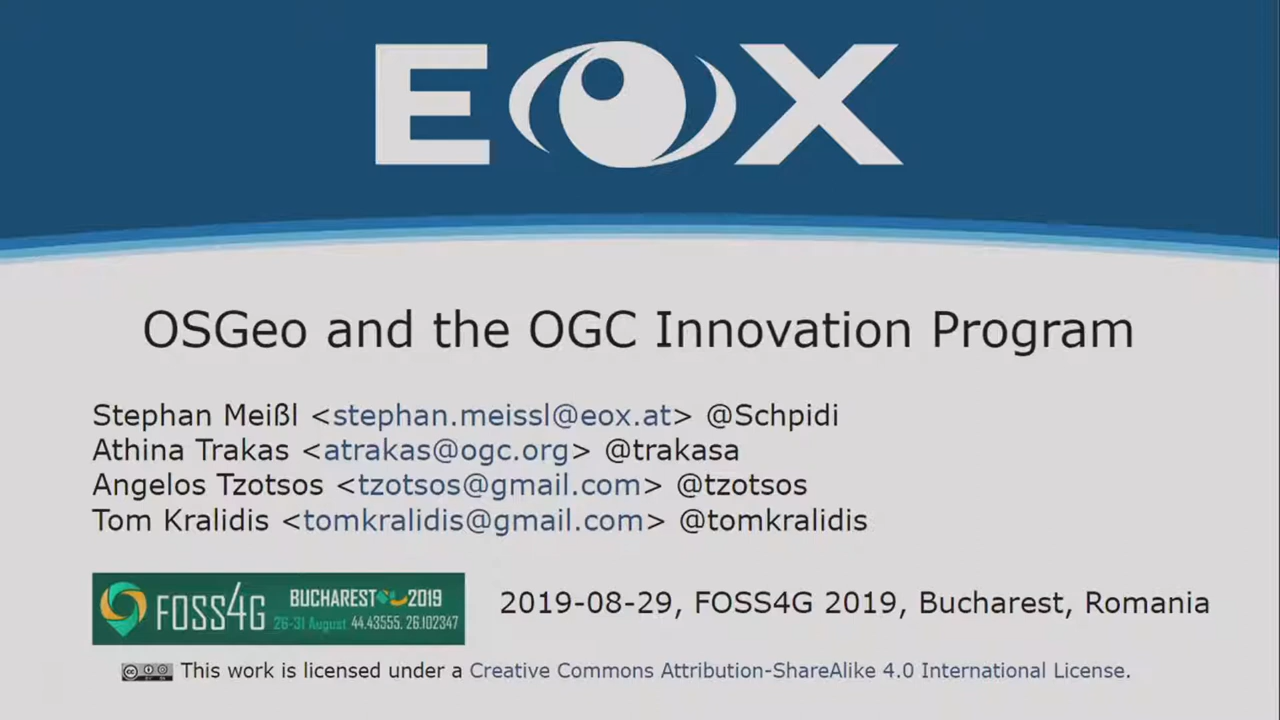 EOX
OSGeo and the OGC Innovation Program
Stephan Meißl <stephan.meissl@eox.at> @Schpidi
Athina Trakas <atrakas@ogc.org> @trakasa
Angelos Tzotsos <tzotsos@gmail.com> @tzotsos
Tom Kralidis <tomkralidis@gmail.com> @tomkralidis
FOSS4G BUCHAREST 2019
26-31 August 44.43555. 26.102347
2019-08-29, FOSS4G 2019, Bucharest, Romania
This work is licensed under a Creative Commons Attribution-ShareAlike 4.0 International License.